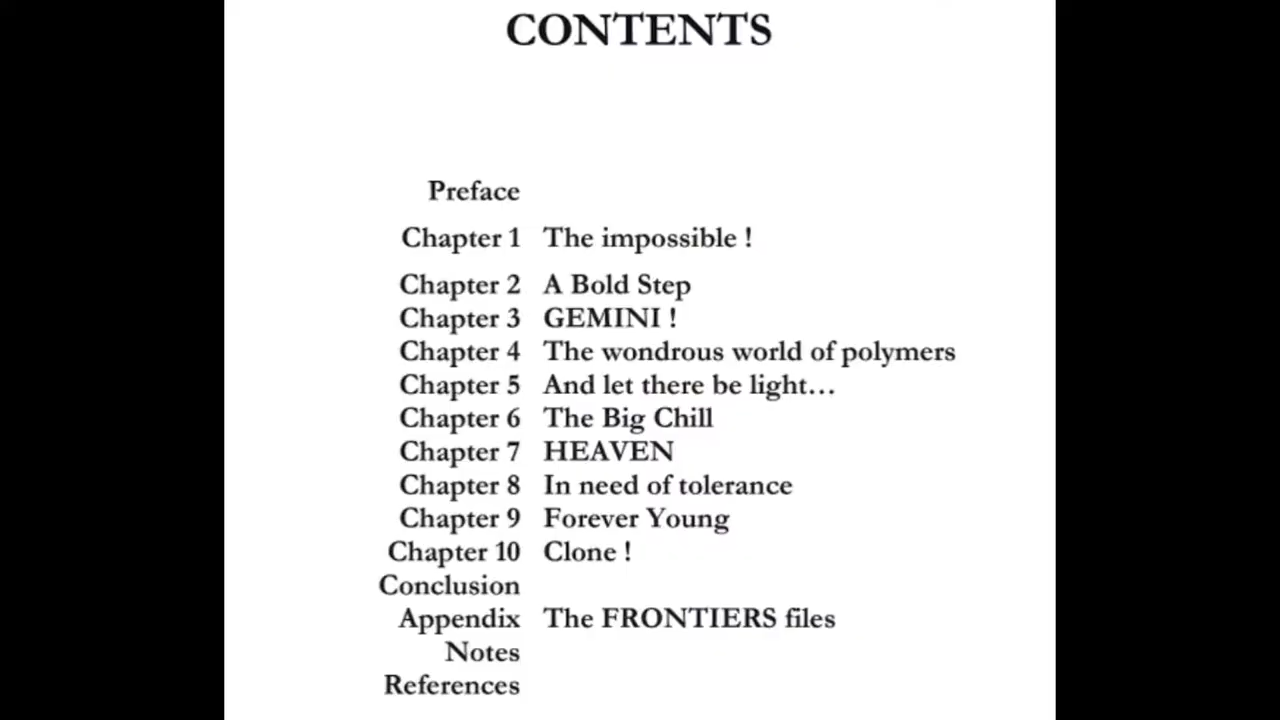 CONTENTS
Preface
Chapter 1 The impossible !
Chapter 2 A Bold Step
Chapter 3 GEMINI !
Chapter 4 The wondrous world of polymers
Chapter 5 And let there be light…
Chapter 6 The Big Chill
Chapter 7 HEAVEN
Chapter 8 In need of tolerance
Chapter 9 Forever Young
Chapter 10 Clone !
Conclusion
Appendix The FRONTIERS files
Notes
References